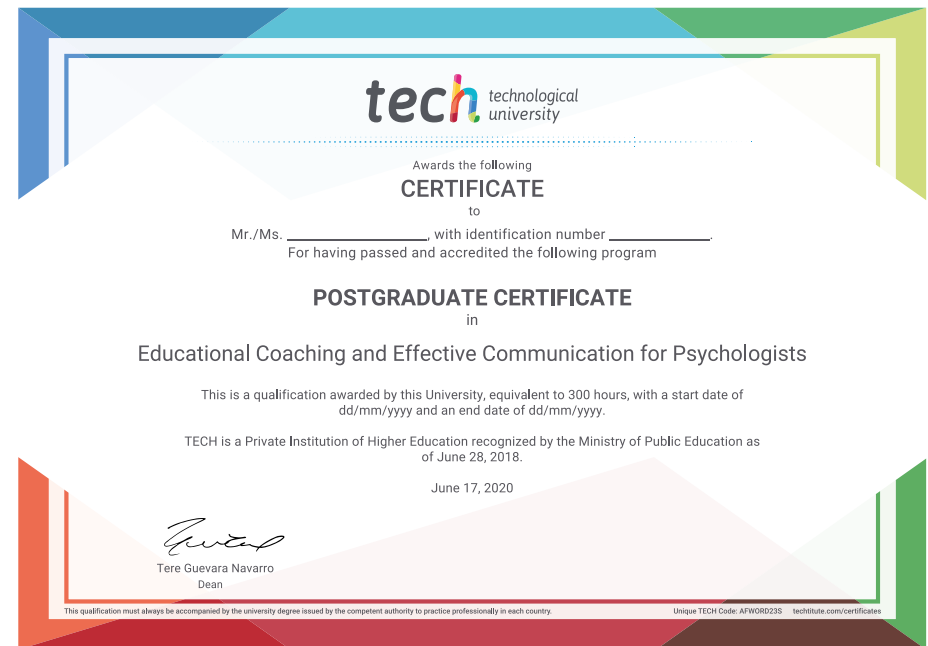 tech technological
university
Awards the following
CERTIFICATE
to
Mr./Ms. ____________________, with identification number ______________.
For having passed and accredited the following program
POSTGRADUATE CERTIFICATE
in
Educational Coaching and Effective Communication for Psychologists
This is a qualification awarded by this University, equivalent to 300 hours, with a start date of
dd/mm/yyyy and an end date of dd/mm/yyyy.
TECH is a Private Institution of Higher Education recognized by the Ministry of Public Education as
of June 28, 2018.
June 17, 2020
Tere Guevara Navarro
Dean
This qualification must always be accompanied by the university degree issued by the competent authority to practice professionally in each country. Unique TECH Code: AFWORD23S techtitute.com/certificates